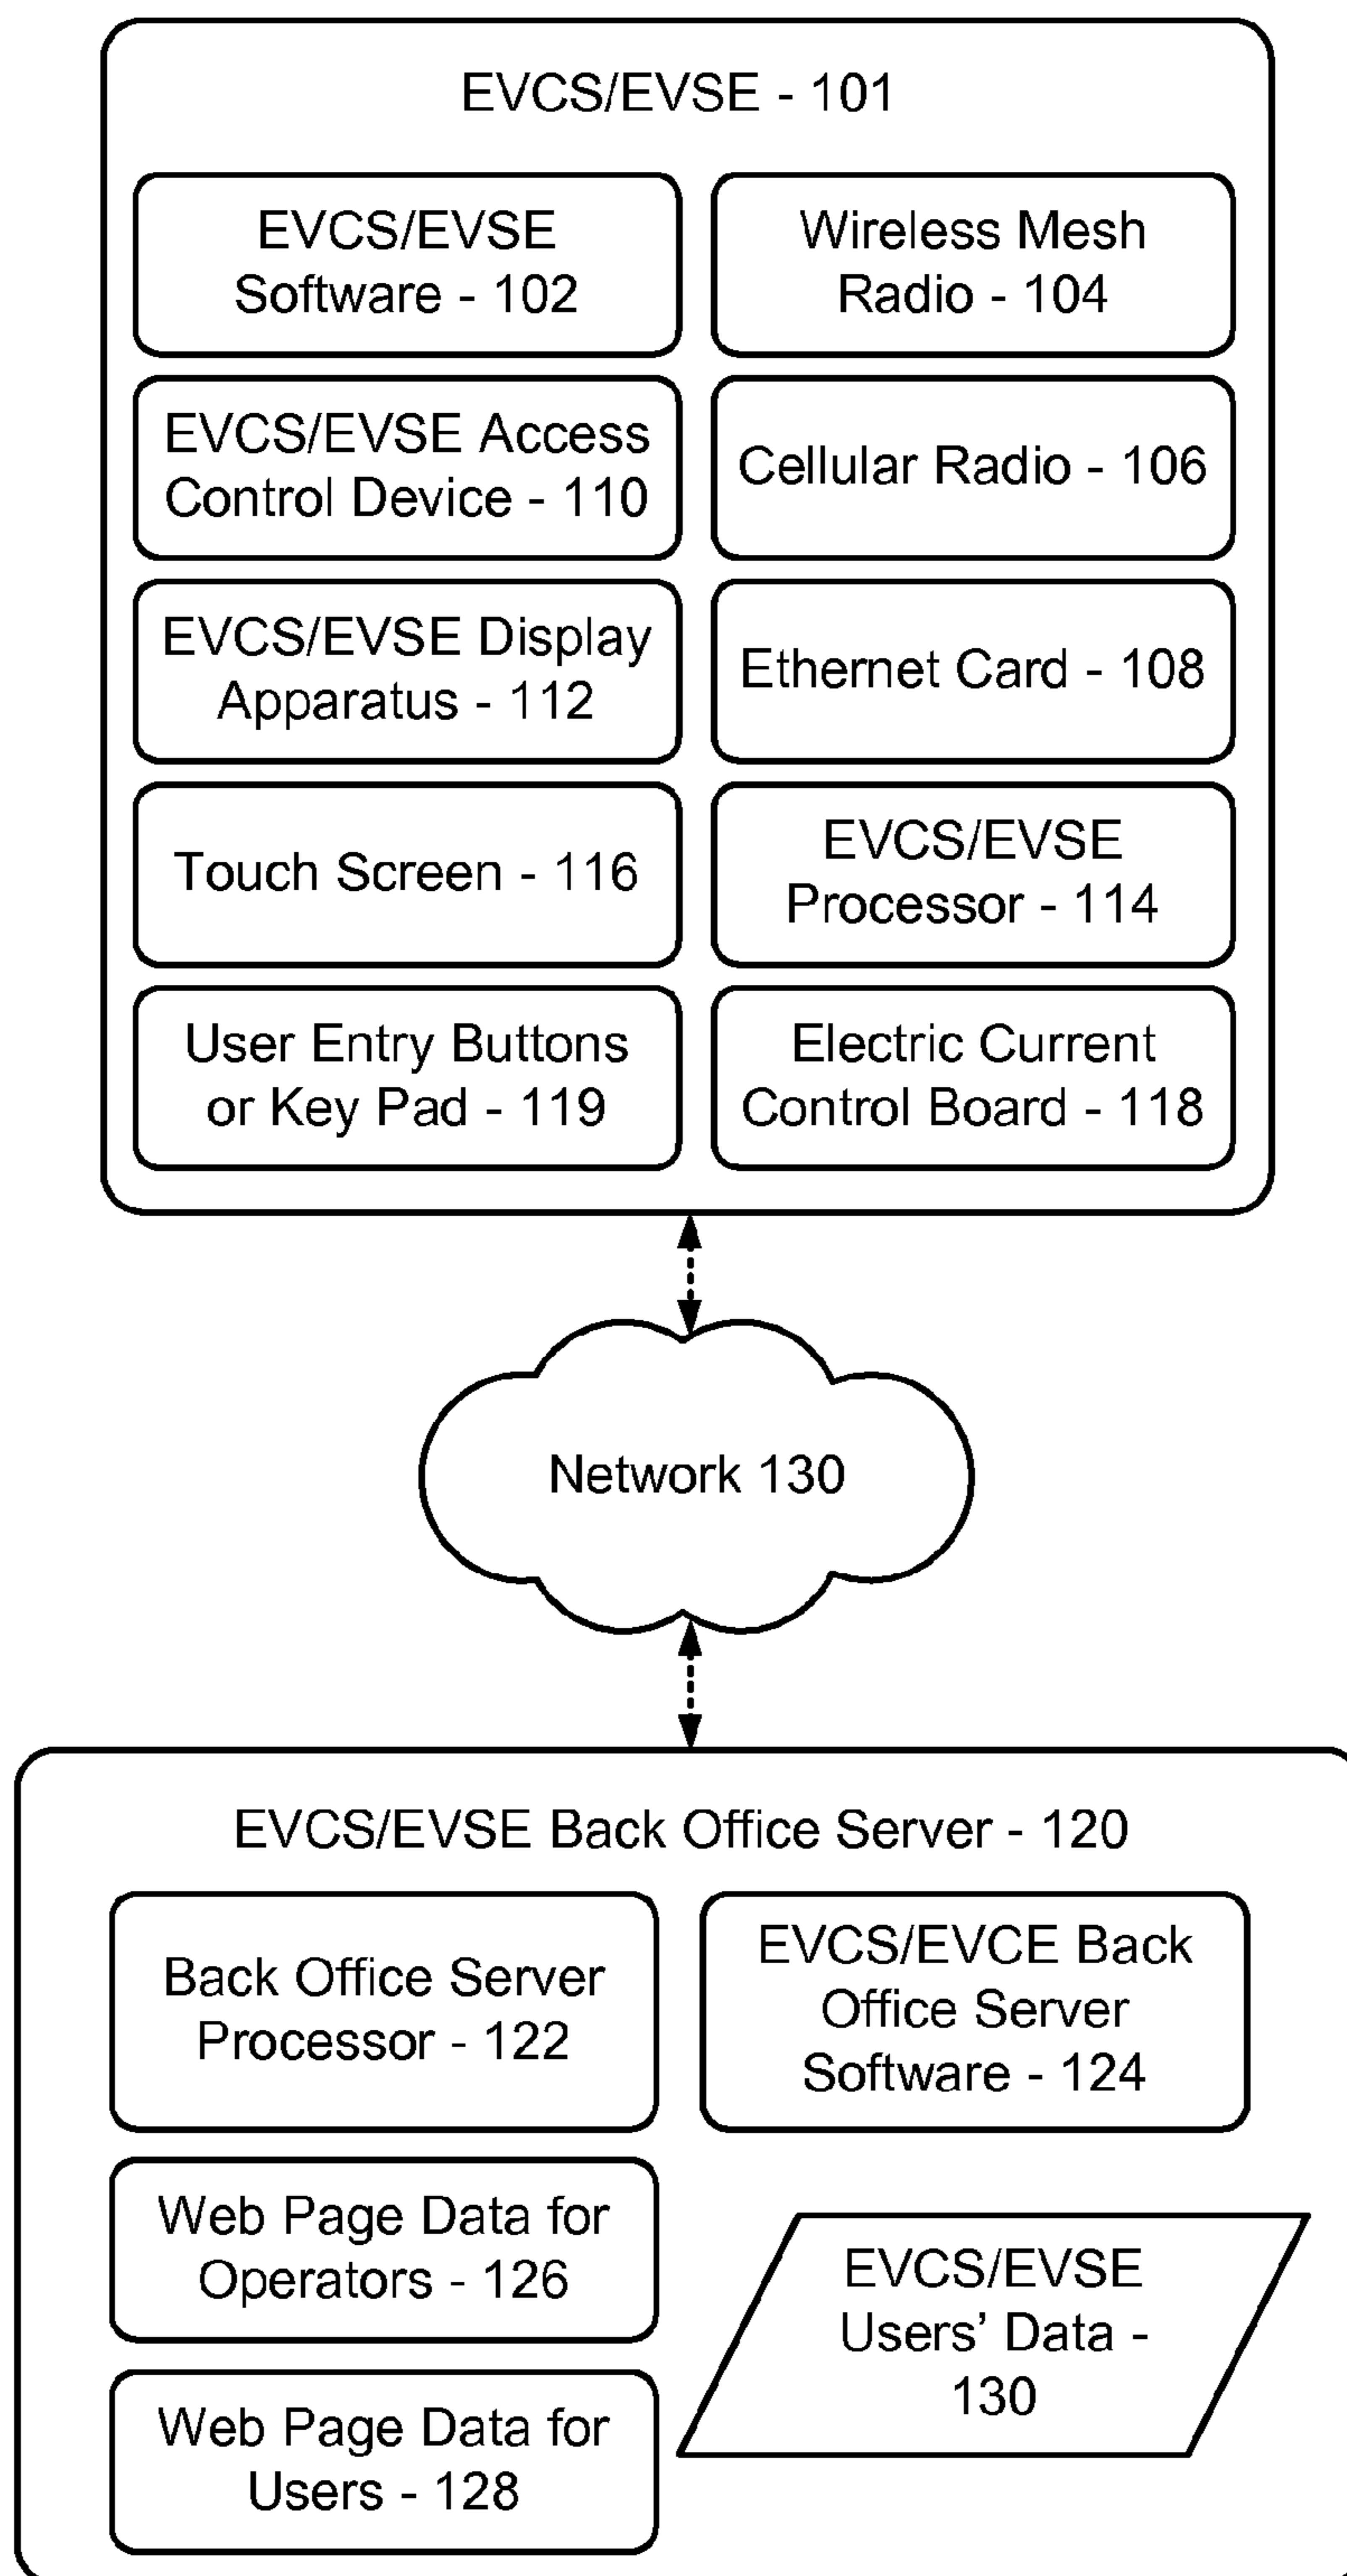 EVCS/EVSE - 101
EVCS/EVSE
Software - 102
Wireless Mesh
Radio - 104
EVCS/EVSE Access
Control Device - 110
Cellular Radio - 106
EVCS/EVSE Display
Apparatus - 112
Ethernet Card - 108
Touch Screen - 116
EVCS/EVSE
Processor - 114
User Entry Buttons
or Key Pad - 119
Electric Current
Control Board - 118
Network 130
EVCS/EVSE Back Office Server - 120
Back Office Server
Processor - 122
EVCS/EVCE Back
Office Server
Software - 124
Web Page Data for
Operators - 126
EVCS/EVSE
Users’ Data -
130
Web Page Data for
Users - 128